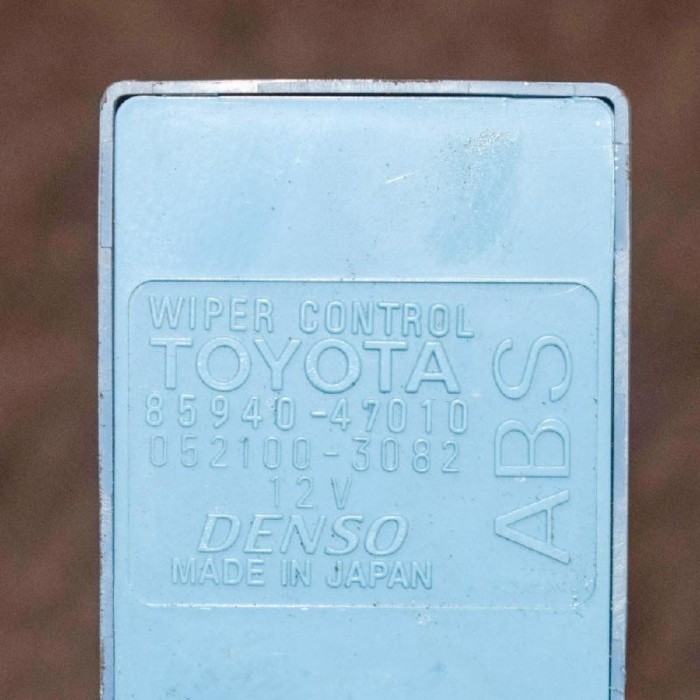 WIPER CONTROL
TOYOTA
85940-47010
052100-3082
12V
DENSO
MADE IN JAPAN
ABS